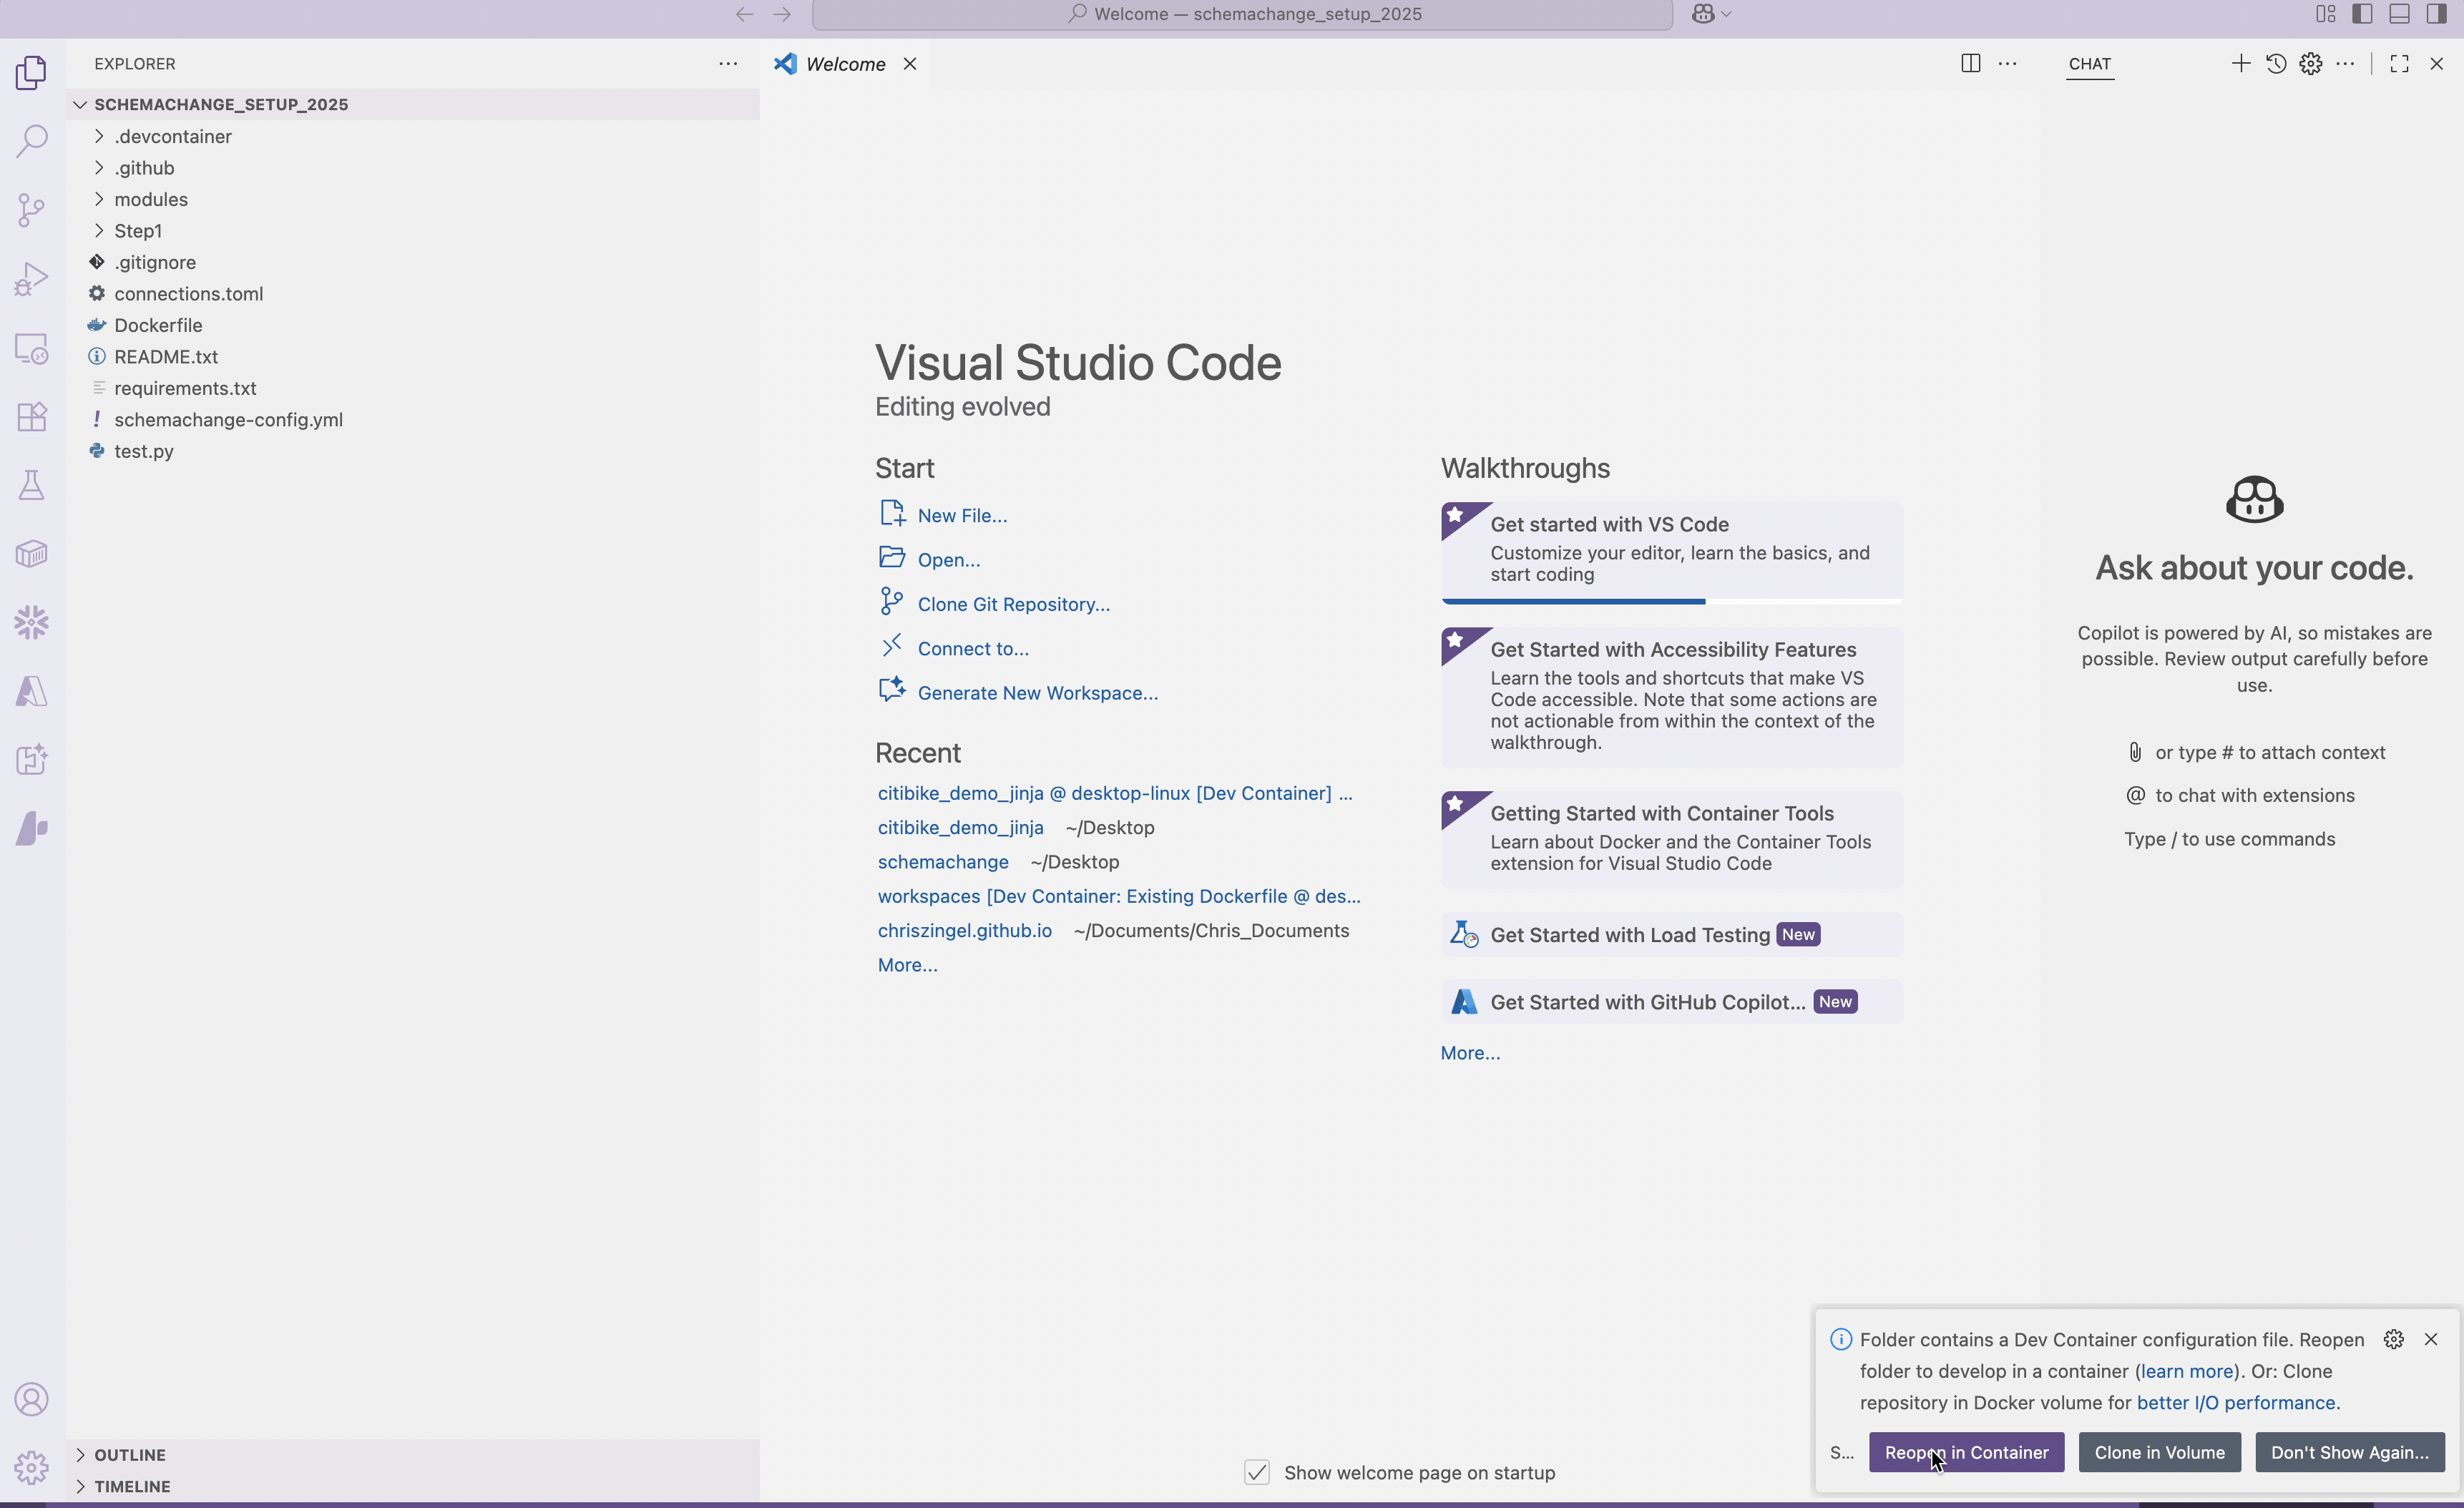 Welcome — schemachange_setup_2025
EXPLORER
SCHEMACHANGE_SETUP_2025
.devcontainer
.github
modules
Step1
.gitignore
connections.toml
Dockerfile
README.txt
requirements.txt
schemachange-config.yml
test.py
OUTLINE
TIMELINE
Welcome
Visual Studio Code
Editing evolved
Start
New File...
Open...
Clone Git Repository...
Connect to...
Generate New Workspace...
Recent
citibike_demo_jinja @ desktop-linux [Dev Container] ...
citibike_demo_jinja ~/Desktop
schemachange ~/Desktop
workspaces [Dev Container: Existing Dockerfile @ des...
chriszingel.github.io ~/Documents/Chris_Documents
More...
Walkthroughs
Get started with VS Code
Customize your editor, learn the basics, and
start coding
Get Started with Accessibility Features
Learn the tools and shortcuts that make VS
Code accessible. Note that some actions are
not actionable from within the context of the
walkthrough.
Getting Started with Container Tools
Learn about Docker and the Container Tools
extension for Visual Studio Code
Get Started with Load Testing New
Get Started with GitHub Copilot... New
More...
Show welcome page on startup
CHAT
Ask about your code.
Copilot is powered by AI, so mistakes are
possible. Review output carefully before
use.
or type # to attach context
@ to chat with extensions
Type / to use commands
Folder contains a Dev Container configuration file. Reopen
folder to develop in a container (learn more). Or: Clone
repository in Docker volume for better I/O performance.
S... Reopen in Container Clone in Volume Don't Show Again...